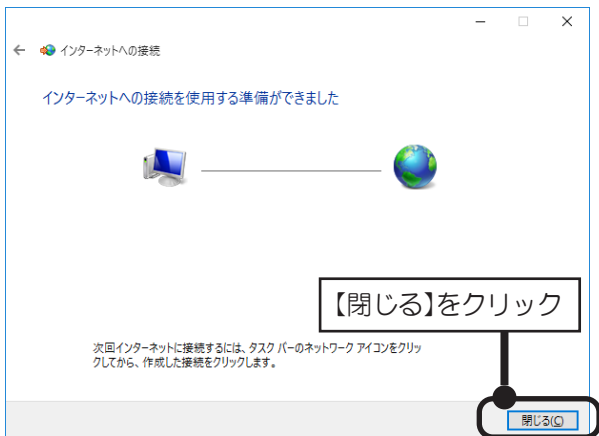 インターネットへの接続
インターネットへの接続を使用する準備ができました
【閉じる】をクリック
次回インターネットに接続するには、タスク バーのネットワーク アイコンをクリッ
クしてから、作成した接続をクリックします。
閉じる(C)